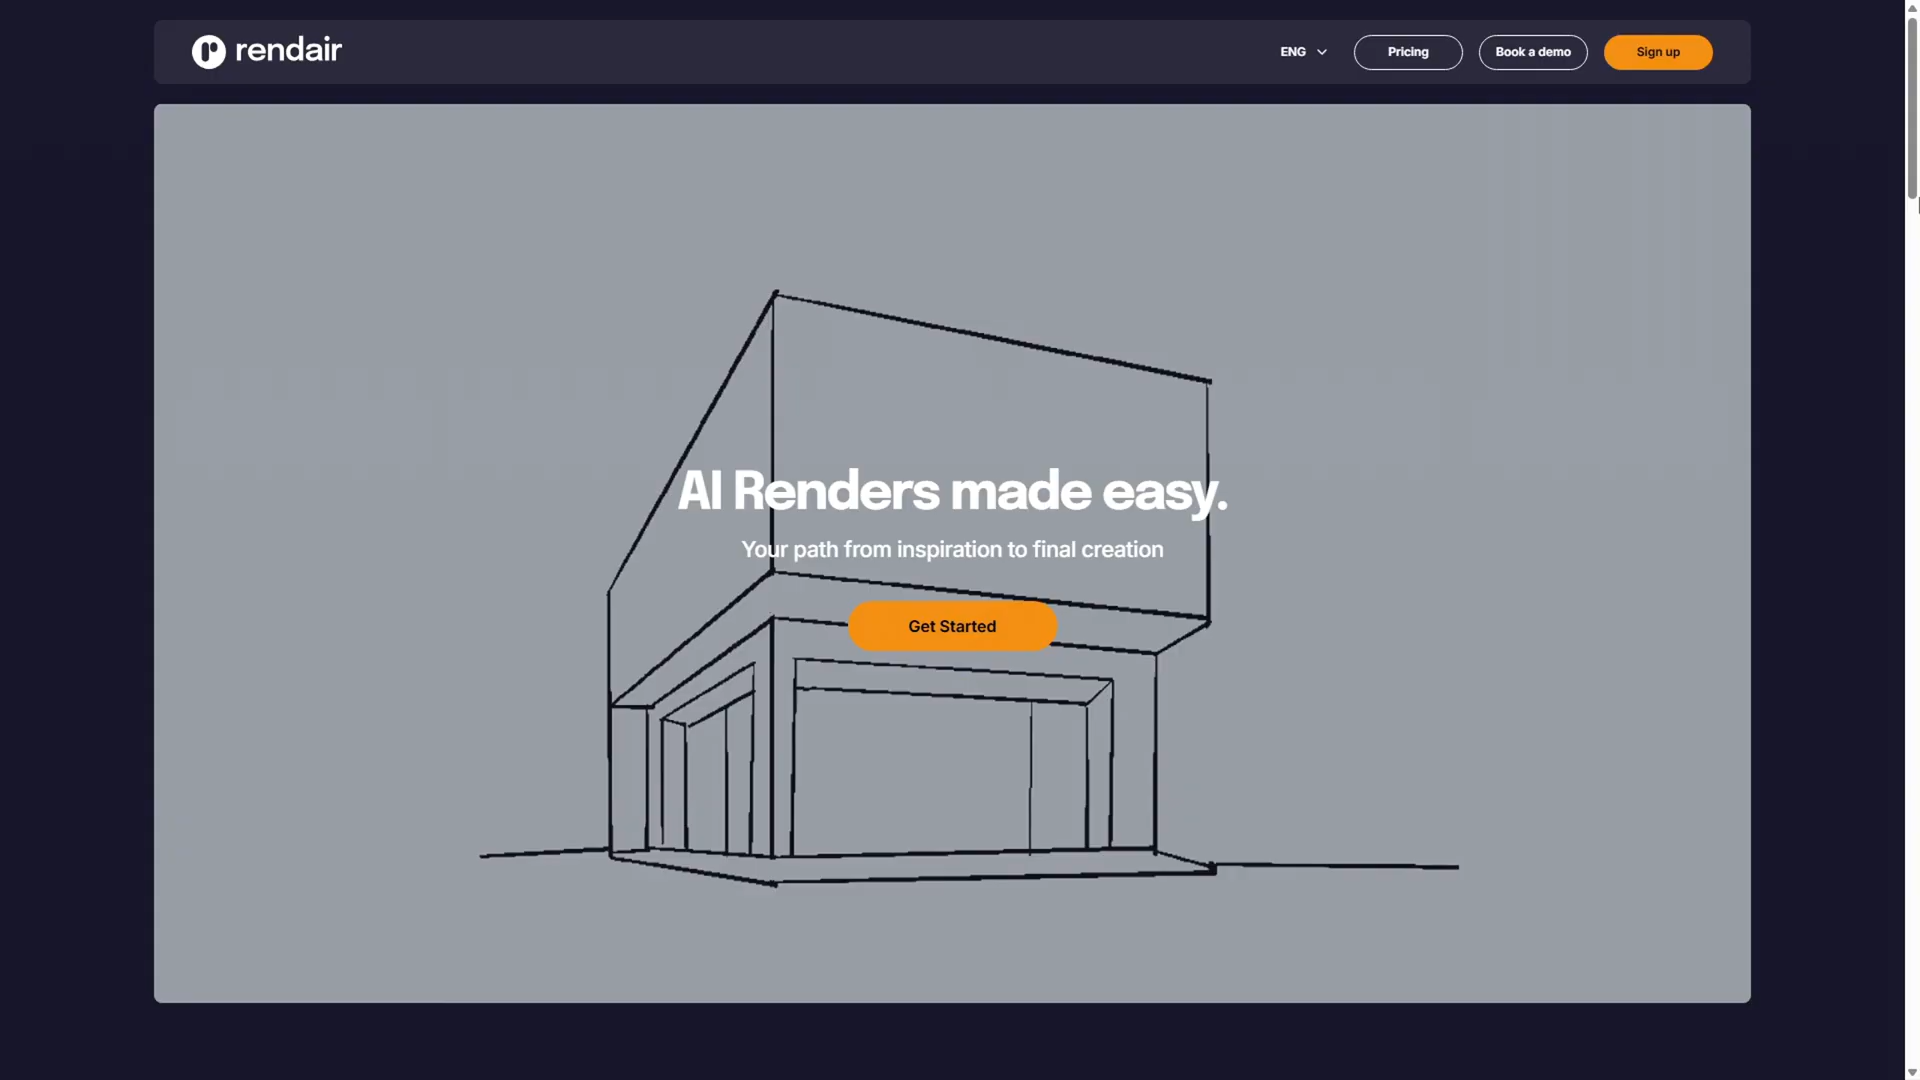 rendair
ENG
Pricing
Book a demo
Sign up
AI Renders made easy.
Your path from inspiration to final creation
Get Started